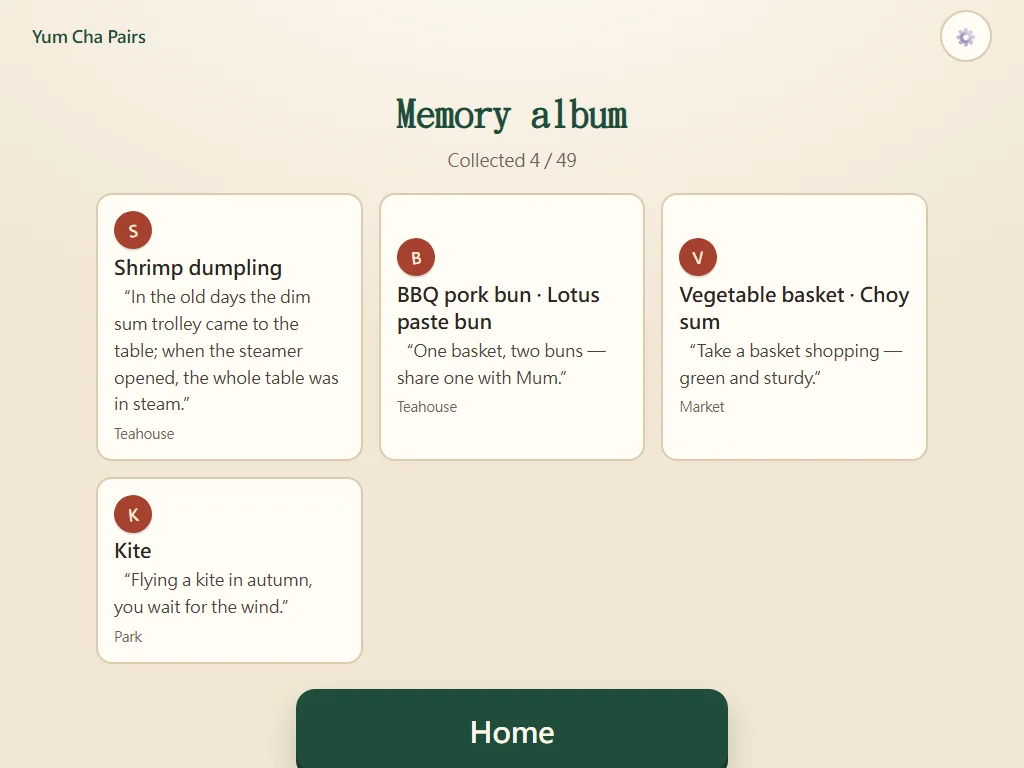 Yum Cha Pairs
Memory album
Collected 4 / 49
S
Shrimp dumpling
“In the old days the dim
sum trolley came to the
table; when the steamer
opened, the whole table was
in steam.”
Teahouse
B
BBQ pork bun · Lotus
paste bun
“One basket, two buns —
share one with Mum.”
Teahouse
V
Vegetable basket · Choy
sum
“Take a basket shopping —
green and sturdy.”
Market
K
Kite
“Flying a kite in autumn,
you wait for the wind.”
Park
Home